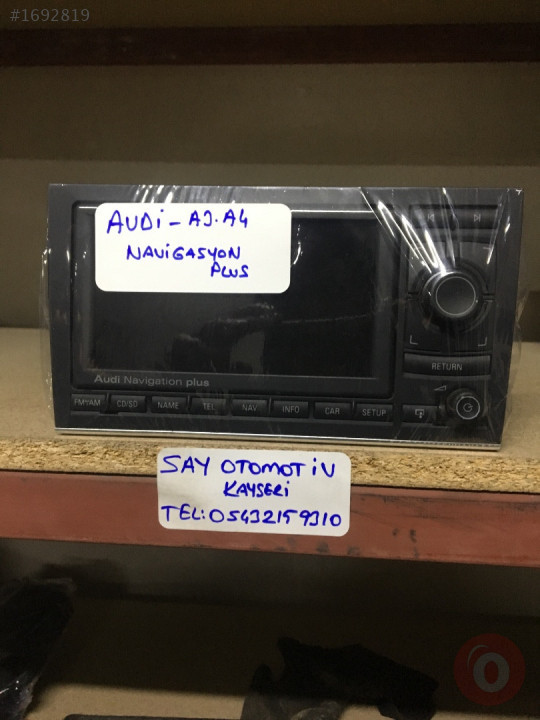 #1692819
AUDi - A3.A4
NAViGASYON
PLUS
Audi Navigation plus
FM/AM CD/SD NAME TEL NAV INFO CAR SETUP
RETURN
SAY OTOMOTiV
KAYSERi
TEL:05432159310